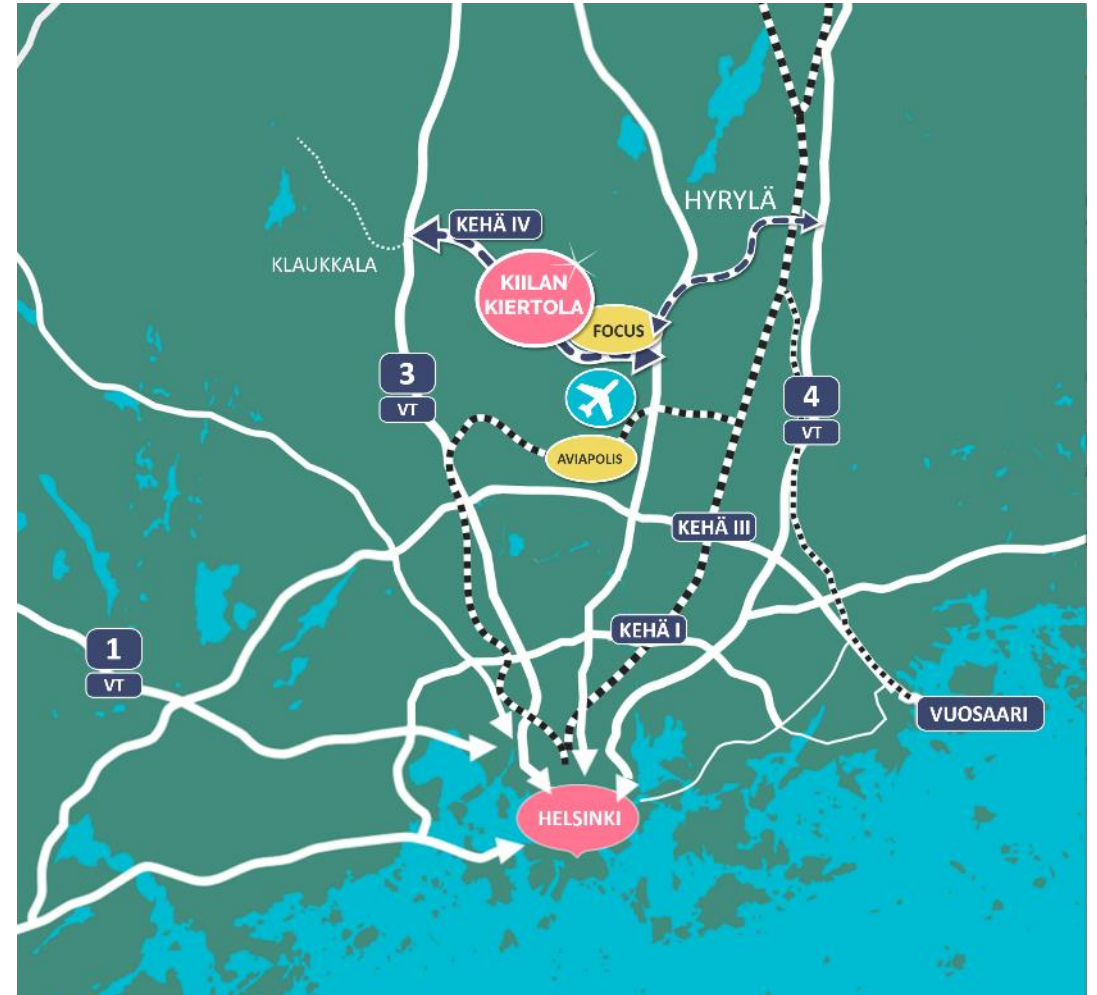 HYRYLÄ
KEHÄ IV
KLAUKKALA
KIILAN
KIERTOLA
FOCUS
3
VT
4
VT
AVIAPOLIS
KEHÄ III
KEHÄ I
1
VT
VUOSAARI
HELSINKI